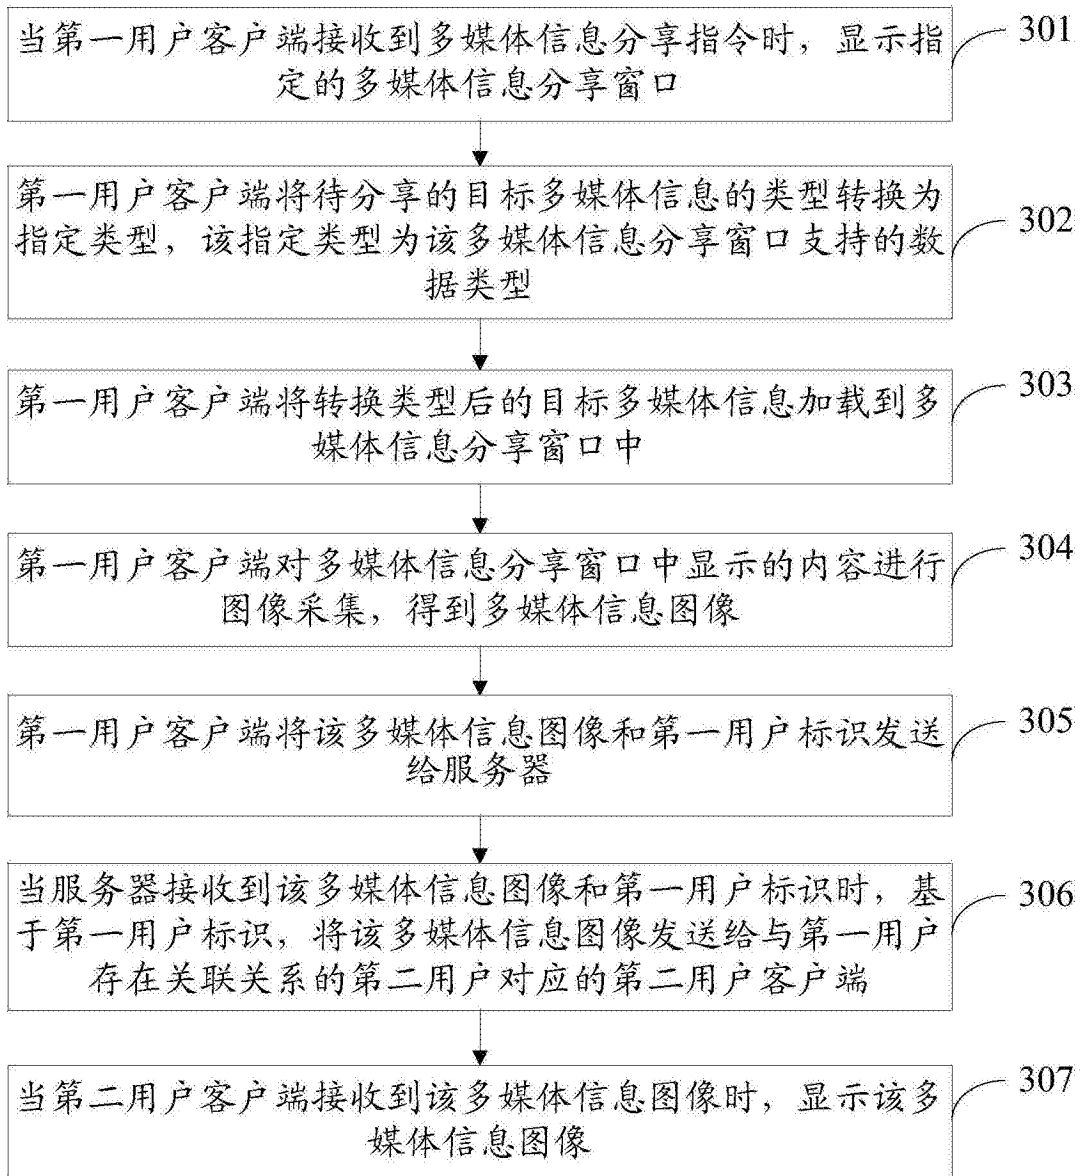 当第一用户客户端接收到多媒体信息分享指令时，显示指
定的多媒体信息分享窗口
301
第一用户客户端将待分享的目标多媒体信息的类型转换为
指定类型，该指定类型为该多媒体信息分享窗口支持的数
据类型
302
第一用户客户端将转换类型后的目标多媒体信息加载到多
媒体信息分享窗口中
303
第一用户客户端对多媒体信息分享窗口中显示的内容进行
图像采集，得到多媒体信息图像
304
第一用户客户端将该多媒体信息图像和第一用户标识发送
给服务器
305
当服务器接收到该多媒体信息图像和第一用户标识时，基
于第一用户标识，将该多媒体信息图像发送给与第一用户
存在关联关系的第二用户对应的第二用户客户端
306
当第二用户客户端接收到该多媒体信息图像时，显示该多
媒体信息图像
307